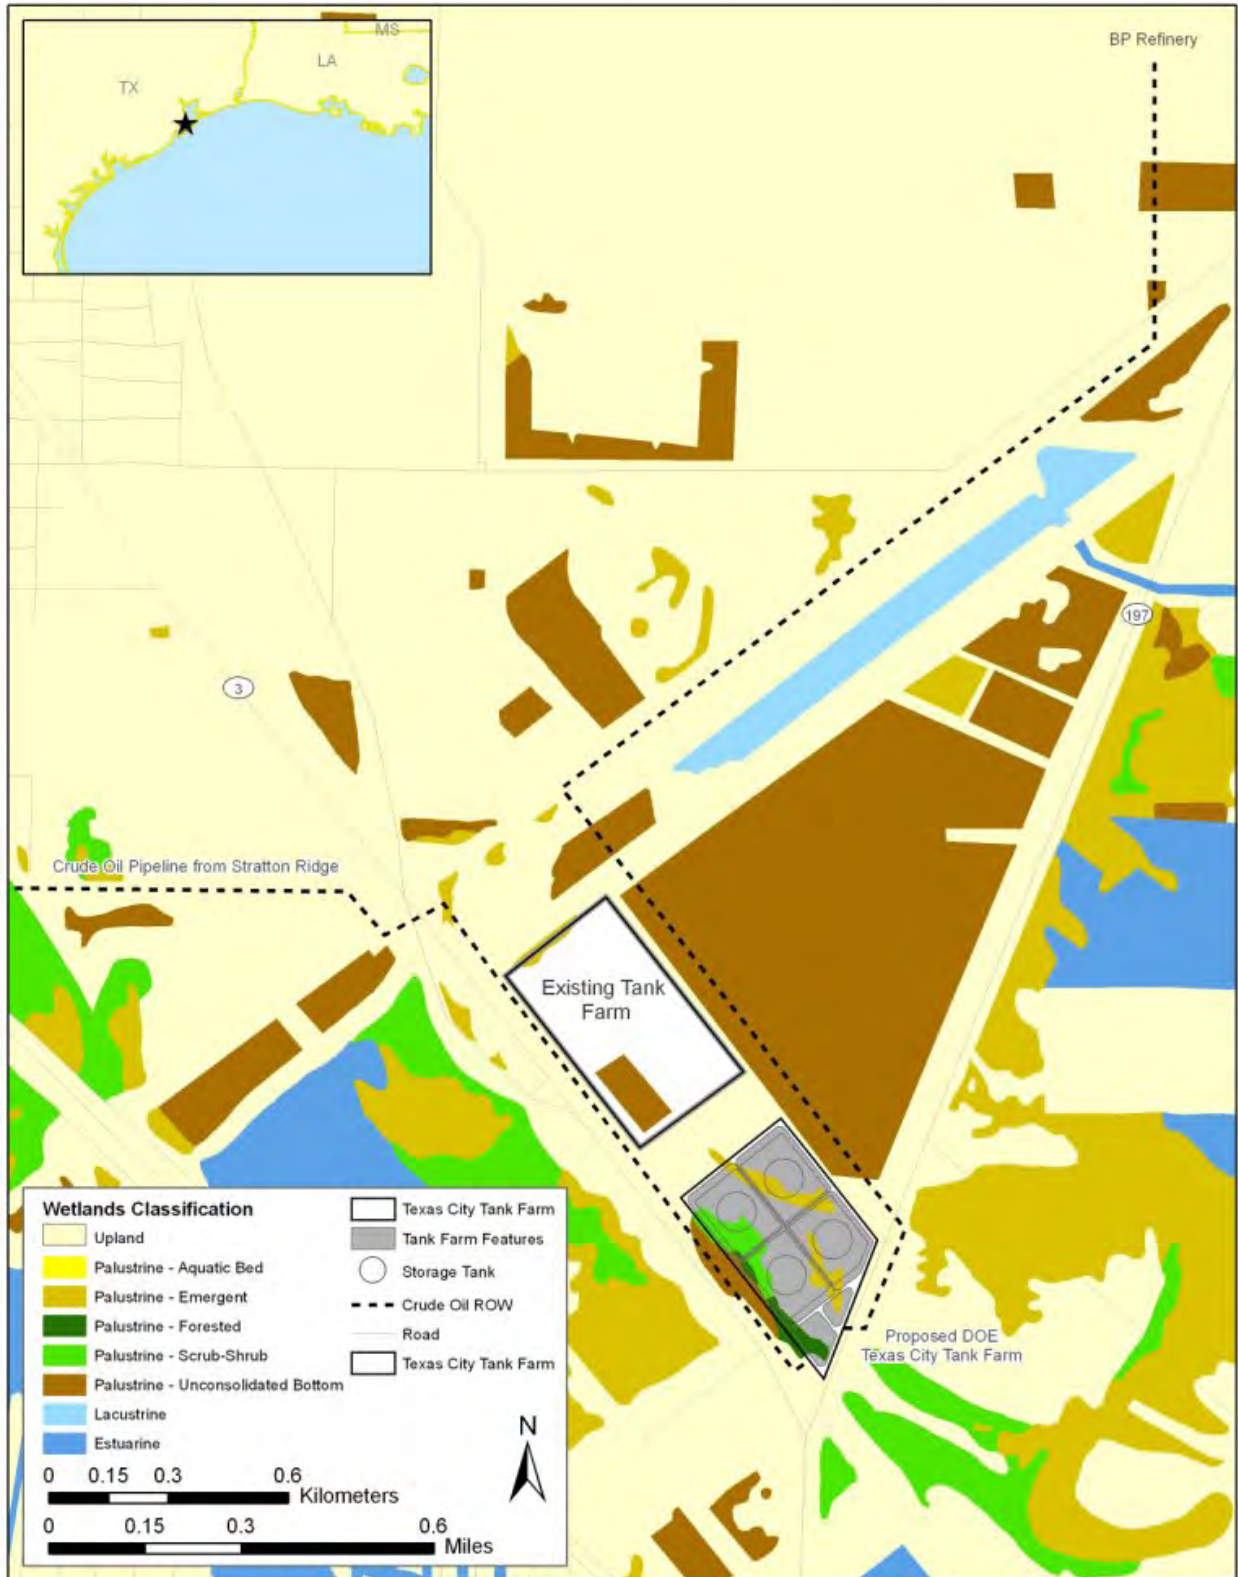 MS
LA
TX
BP Refinery
197
3
Crude Oil Pipeline from Stratton Ridge
Existing Tank
Farm
Proposed DOE
Texas City Tank Farm
Wetlands Classification
Upland
Palustrine - Aquatic Bed
Palustrine - Emergent
Palustrine - Forested
Palustrine - Scrub-Shrub
Palustrine - Unconsolidated Bottom
Lacustrine
Estuarine
Texas City Tank Farm
Tank Farm Features
Storage Tank
Crude Oil ROW
Road
Texas City Tank Farm
N
0 0.15 0.3 0.6
Kilometers
0 0.15 0.3 0.6
Miles